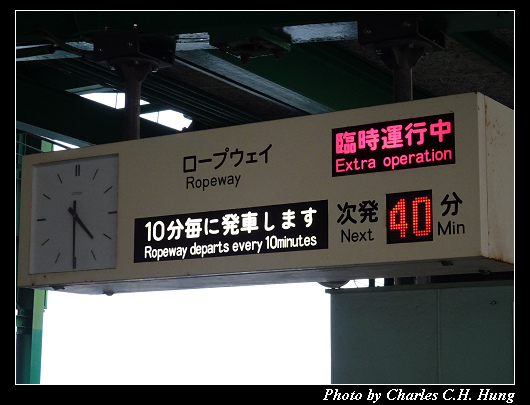 ロープウェイ
Ropeway
臨時運行中
Extra operation
10分毎に発車します
Ropeway departs every 10minutes
次発 40 分
Next Min
Photo by Charles C.H. Hung